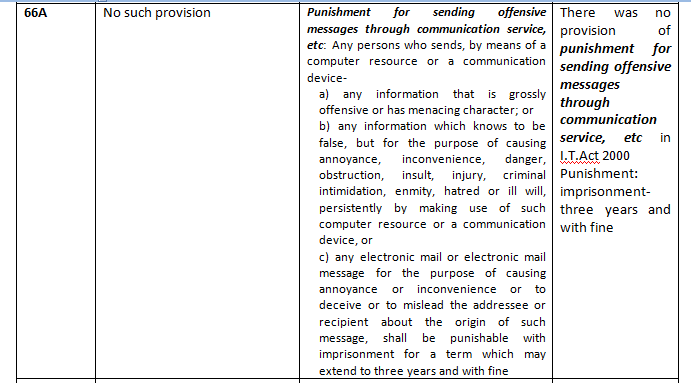 66A
No such provision
Punishment for sending offensive
messages through communication service,
etc: Any persons who sends, by means of a
computer resource or a communication
device-
a) any information that is grossly
offensive or has menacing character; or
b) any information which knows to be
false, but for the purpose of causing
annoyance, inconvenience, danger,
obstruction, insult, injury, criminal
intimidation, enmity, hatred or ill will,
persistently by making use of such
computer resource or a communication
device, or
c) any electronic mail or electronic mail
message for the purpose of causing
annoyance or inconvenience or to
deceive or to mislead the addressee or
recipient about the origin of such
message, shall be punishable with
imprisonment for a term which may
extend to three years and with fine
There was no
provision of
punishment for
sending offensive
messages
through
communication
service, etc in
I.T.Act 2000
Punishment:
imprisonment-
three years and
with fine